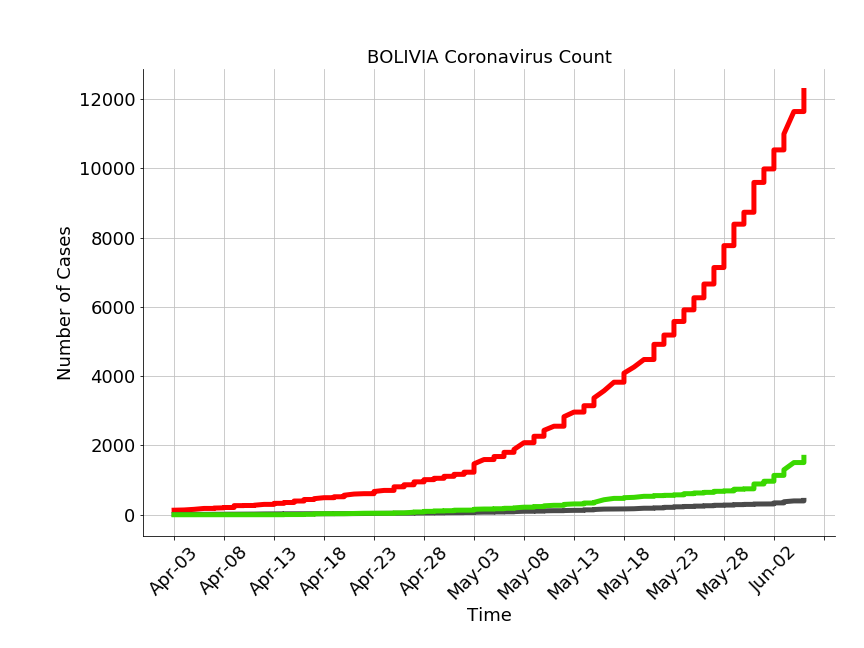 BOLIVIA Coronavirus Count
12000
10000
8000
6000
4000
2000
0
Number of Cases
Apr-03
Apr-08
Apr-13
Apr-18
Apr-23
Apr-28
May-03
May-08
May-13
May-18
May-23
May-28
Jun-02
Time